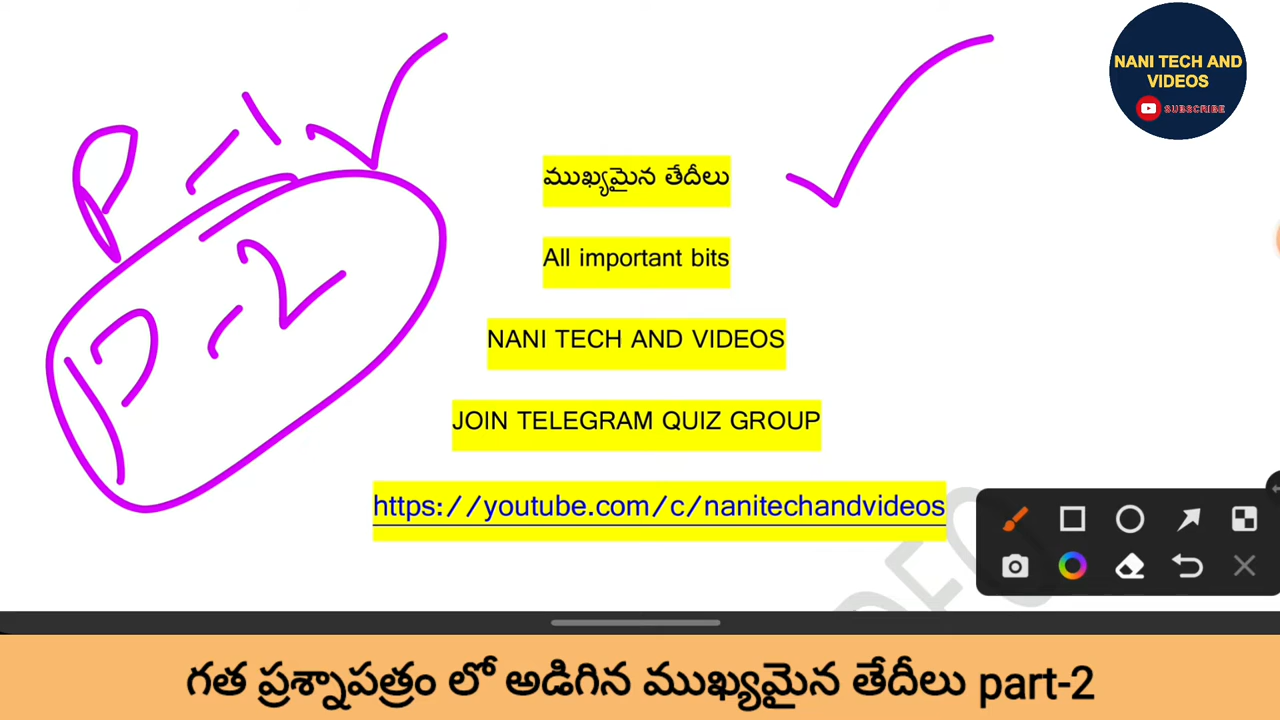 NANI TECH AND
VIDEOS
SUBSCRIBE
P-1
ముఖ్యమైన తేదీలు
P-2
All important bits
NANI TECH AND VIDEOS
JOIN TELEGRAM QUIZ GROUP
https://youtube.com/c/nanitechandvideos
గత ప్రశ్నాపత్రం లో అడిగిన ముఖ్యమైన తేదీలు part-2